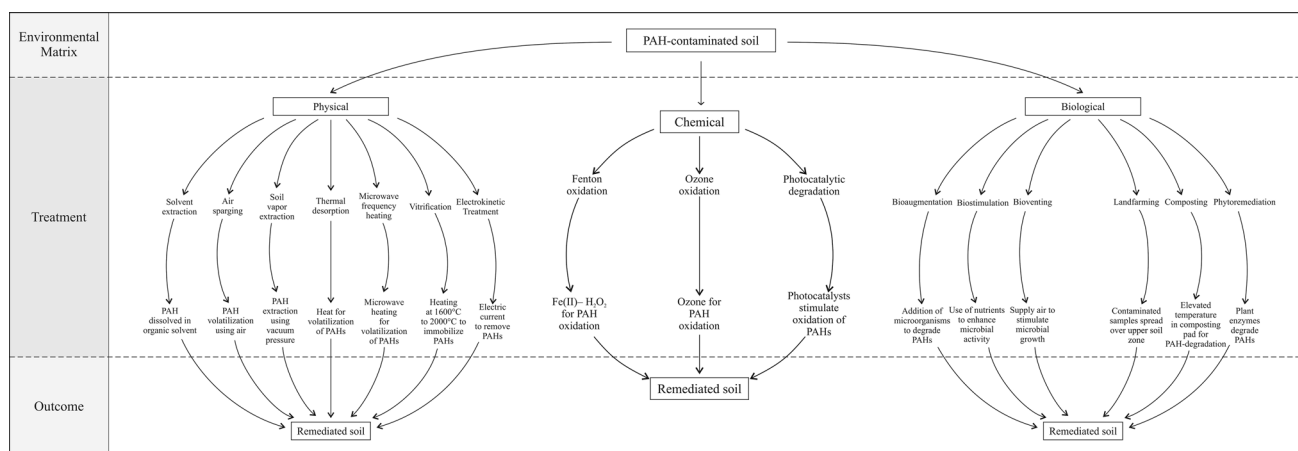 Environmental
Matrix
PAH-contaminated soil
Treatment
Physical
Chemical
Biological
Solvent
extraction
Air
sparging
Soil
vapor
extraction
Thermal
desorption
Microwave
frequency
heating
Vitrification
Electrokinetic
Treatment
Fenton
oxidation
Ozone
oxidation
Photocatalytic
degradation
Bioaugmentation
Biostimulation
Bioventing
Landfarming
Composting
Phytoremediation
PAH
dissolved in
organic solvent
PAH
volatilization
using air
PAH
extraction
using
vacuum
pressure
Heat for
volatilization
of PAHs
Microwave
heating
for
volatilization
of PAHs
Heating
at 1600°C
to 2000°C to
immobilize
PAHs
Electric
current
to remove
PAHs
Fe(II)– H₂O₂
for PAH
oxidation
Ozone for
PAH
oxidation
Photocatalysts
stimulate
oxidation of
PAHs
Addition of
microorganisms
to degrade
PAHs
Use of nutrients
to enhance
microbial
activity
Supply air to
stimulate
microbial
growth
Contaminated
samples spread
over upper soil
zone
Elevated
temperature
in composting
pad for
PAH-degradation
Plant
enzymes
degrade
PAHs
Outcome
Remediated soil
Remediated soil
Remediated soil